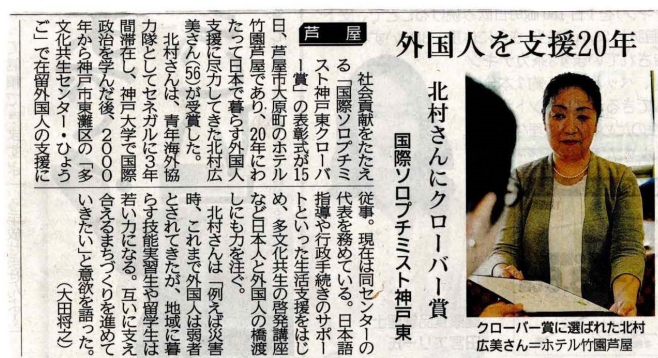 外国人を支援20年
北村さんにクローバー賞
国際ソロプチミスト神戸東
芦屋
社会貢献をたたえ
る「国際ソロプチミ
スト神戸東クローバ
ー賞」の表彰式が15
日、芦屋市大原町のホテル
竹園芦屋であり、20年にわ
たって日本で暮らす外国人
支援に尽力してきた北村広
美さん(56)が受賞した。
北村さんは、青年海外協
力隊としてセネガルに3年
間滞在し、神戸大学で国際
政治を学んだ後、2000
年から神戸市東灘区の「多
文化共生センター・ひょう
ご」で在留外国人の支援に
従事。現在は同センターの
代表を務めている。日本語
指導や行政手続きのサポー
トといった生活支援をはじ
め、多文化共生の啓発講座
など日本人と外国人の橋渡
しにも力を注ぐ。
北村さんは「例えば災害
時、これまで外国人は弱者
とされてきたが、地域に暮
らす技能実習生や留学生は
若い力になる。互いに支え
合えるまちづくりを進めて
いきたい」と意欲を語った。
(大田将之)
クローバー賞に選ばれた北村
広美さん=ホテル竹園芦屋